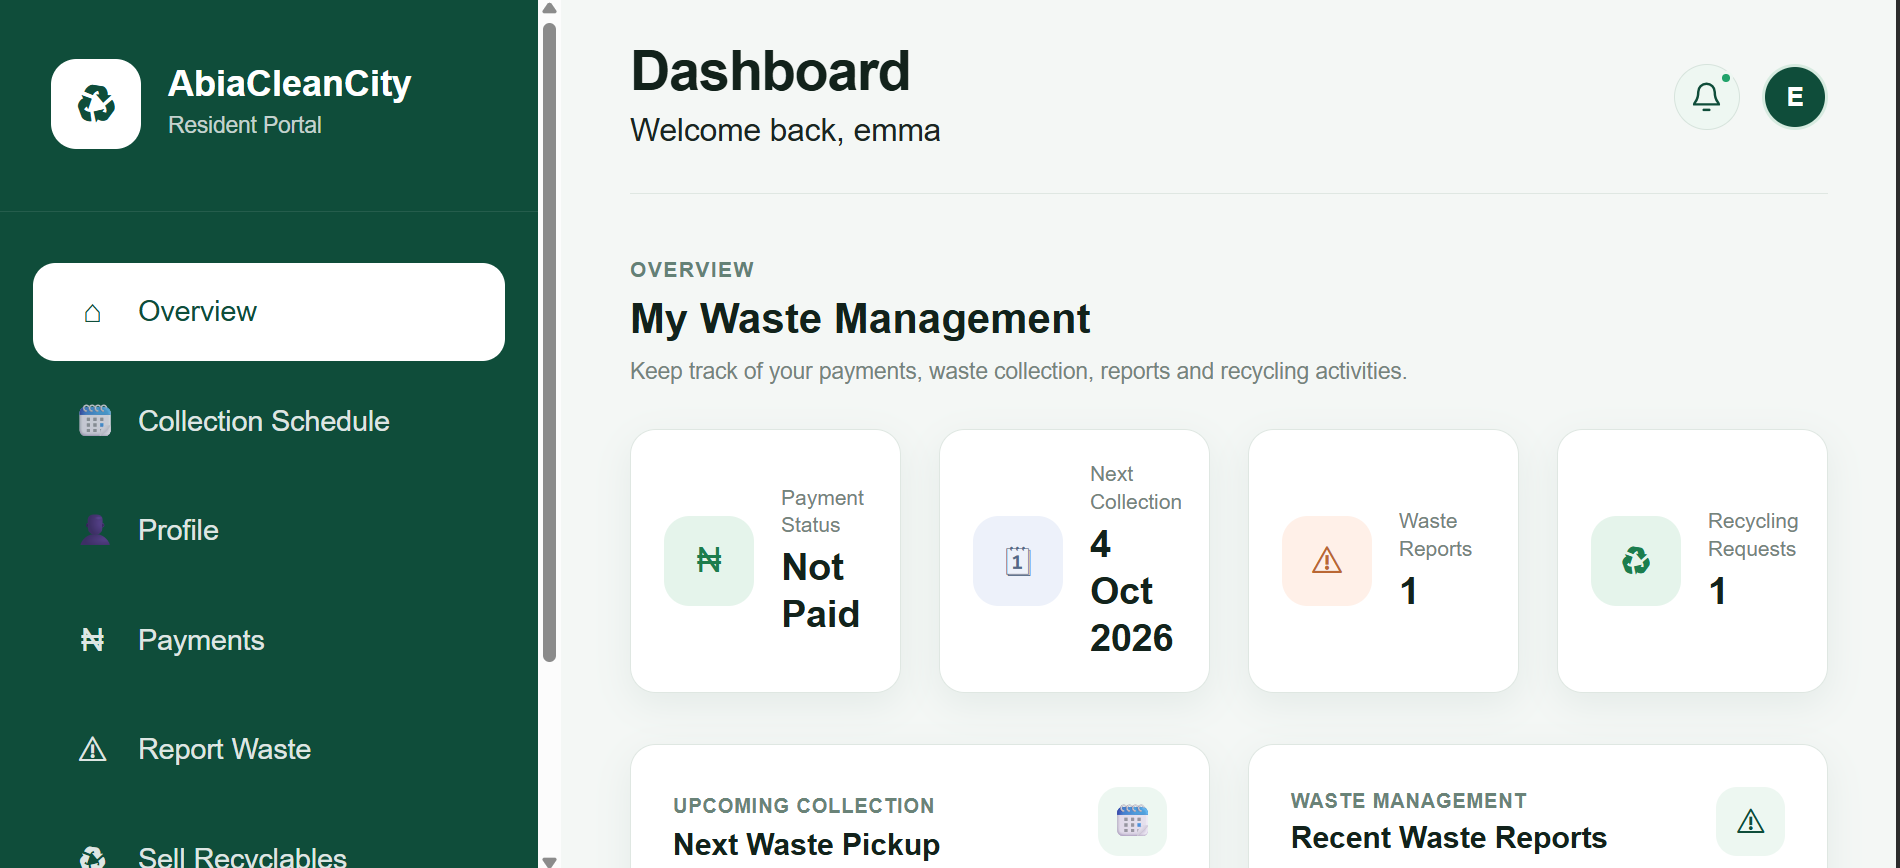 AbiaCleanCity
Resident Portal
Overview
Collection Schedule
Profile
₦ Payments
Report Waste
Sell Recyclables
Dashboard
Welcome back, emma
E
OVERVIEW
My Waste Management
Keep track of your payments, waste collection, reports and recycling activities.
₦
Payment
Status
Not
Paid
1
Next
Collection
4
Oct
2026
Waste
Reports
1
Recycling
Requests
1
UPCOMING COLLECTION
Next Waste Pickup
WASTE MANAGEMENT
Recent Waste Reports